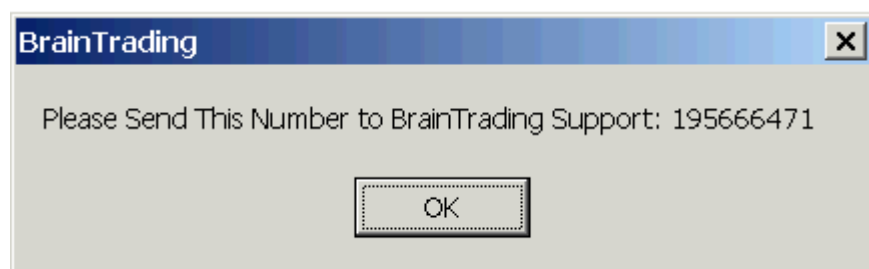 BrainTrading
Please Send This Number to BrainTrading Support: 195666471
OK